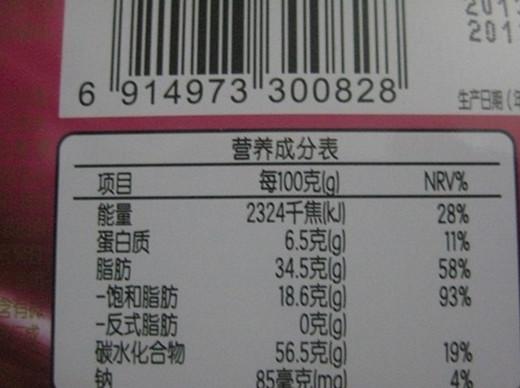 6 914973 300828
生产日期(年
营养成分表
项目 每100克(g) NRV%
能量 2324千焦(kJ) 28%
蛋白质 6.5克(g) 11%
脂肪 34.5克(g) 58%
-饱和脂肪 18.6克(g) 93%
-反式脂肪 0克(g)
碳水化合物 56.5克(g) 19%
钠 85毫克(mg) 4%